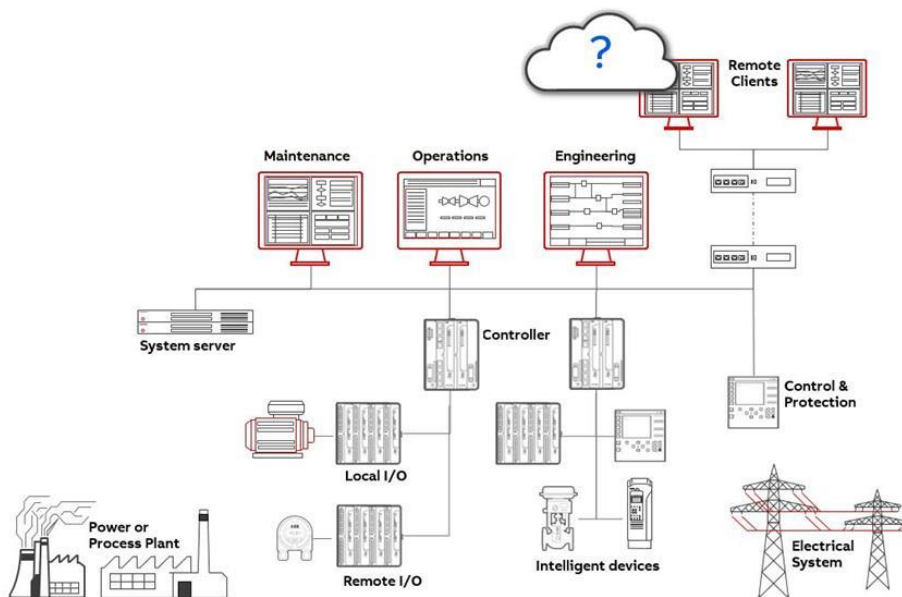 ?
Remote
Clients
Maintenance
Operations
Engineering
System server
Controller
Control &
Protection
Local I/O
Power or
Process Plant
Remote I/O
Intelligent devices
Electrical
System